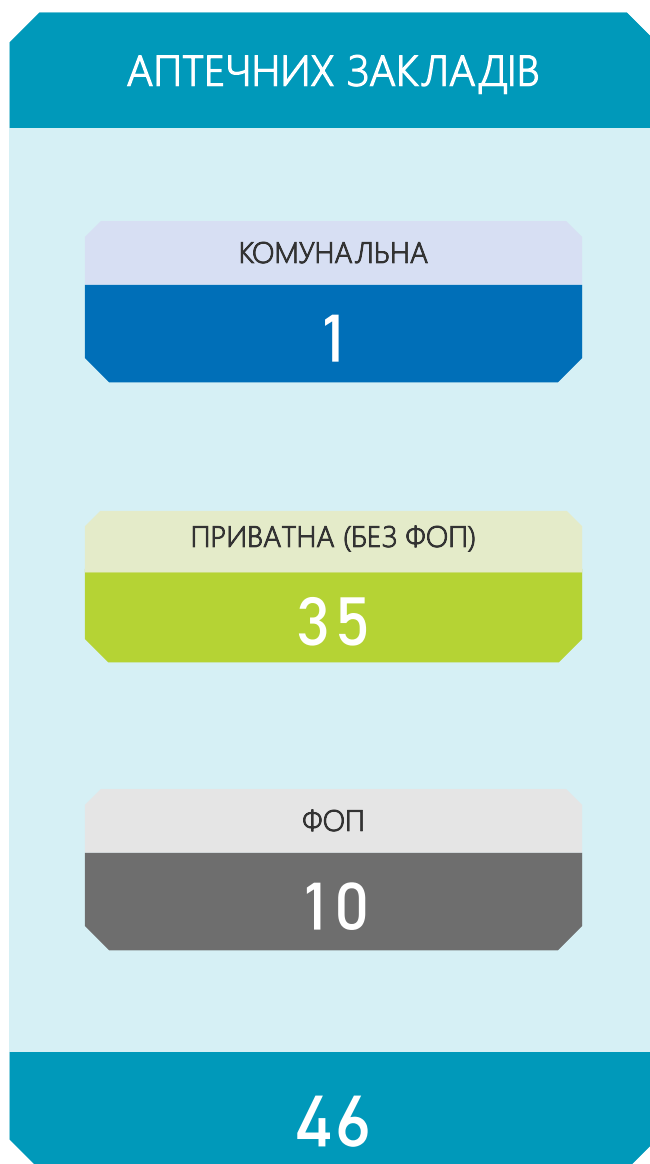 АПТЕЧНИХ ЗАКЛАДІВ
КОМУНАЛЬНА
1
ПРИВАТНА (БЕЗ ФОП)
35
ФОП
10
46